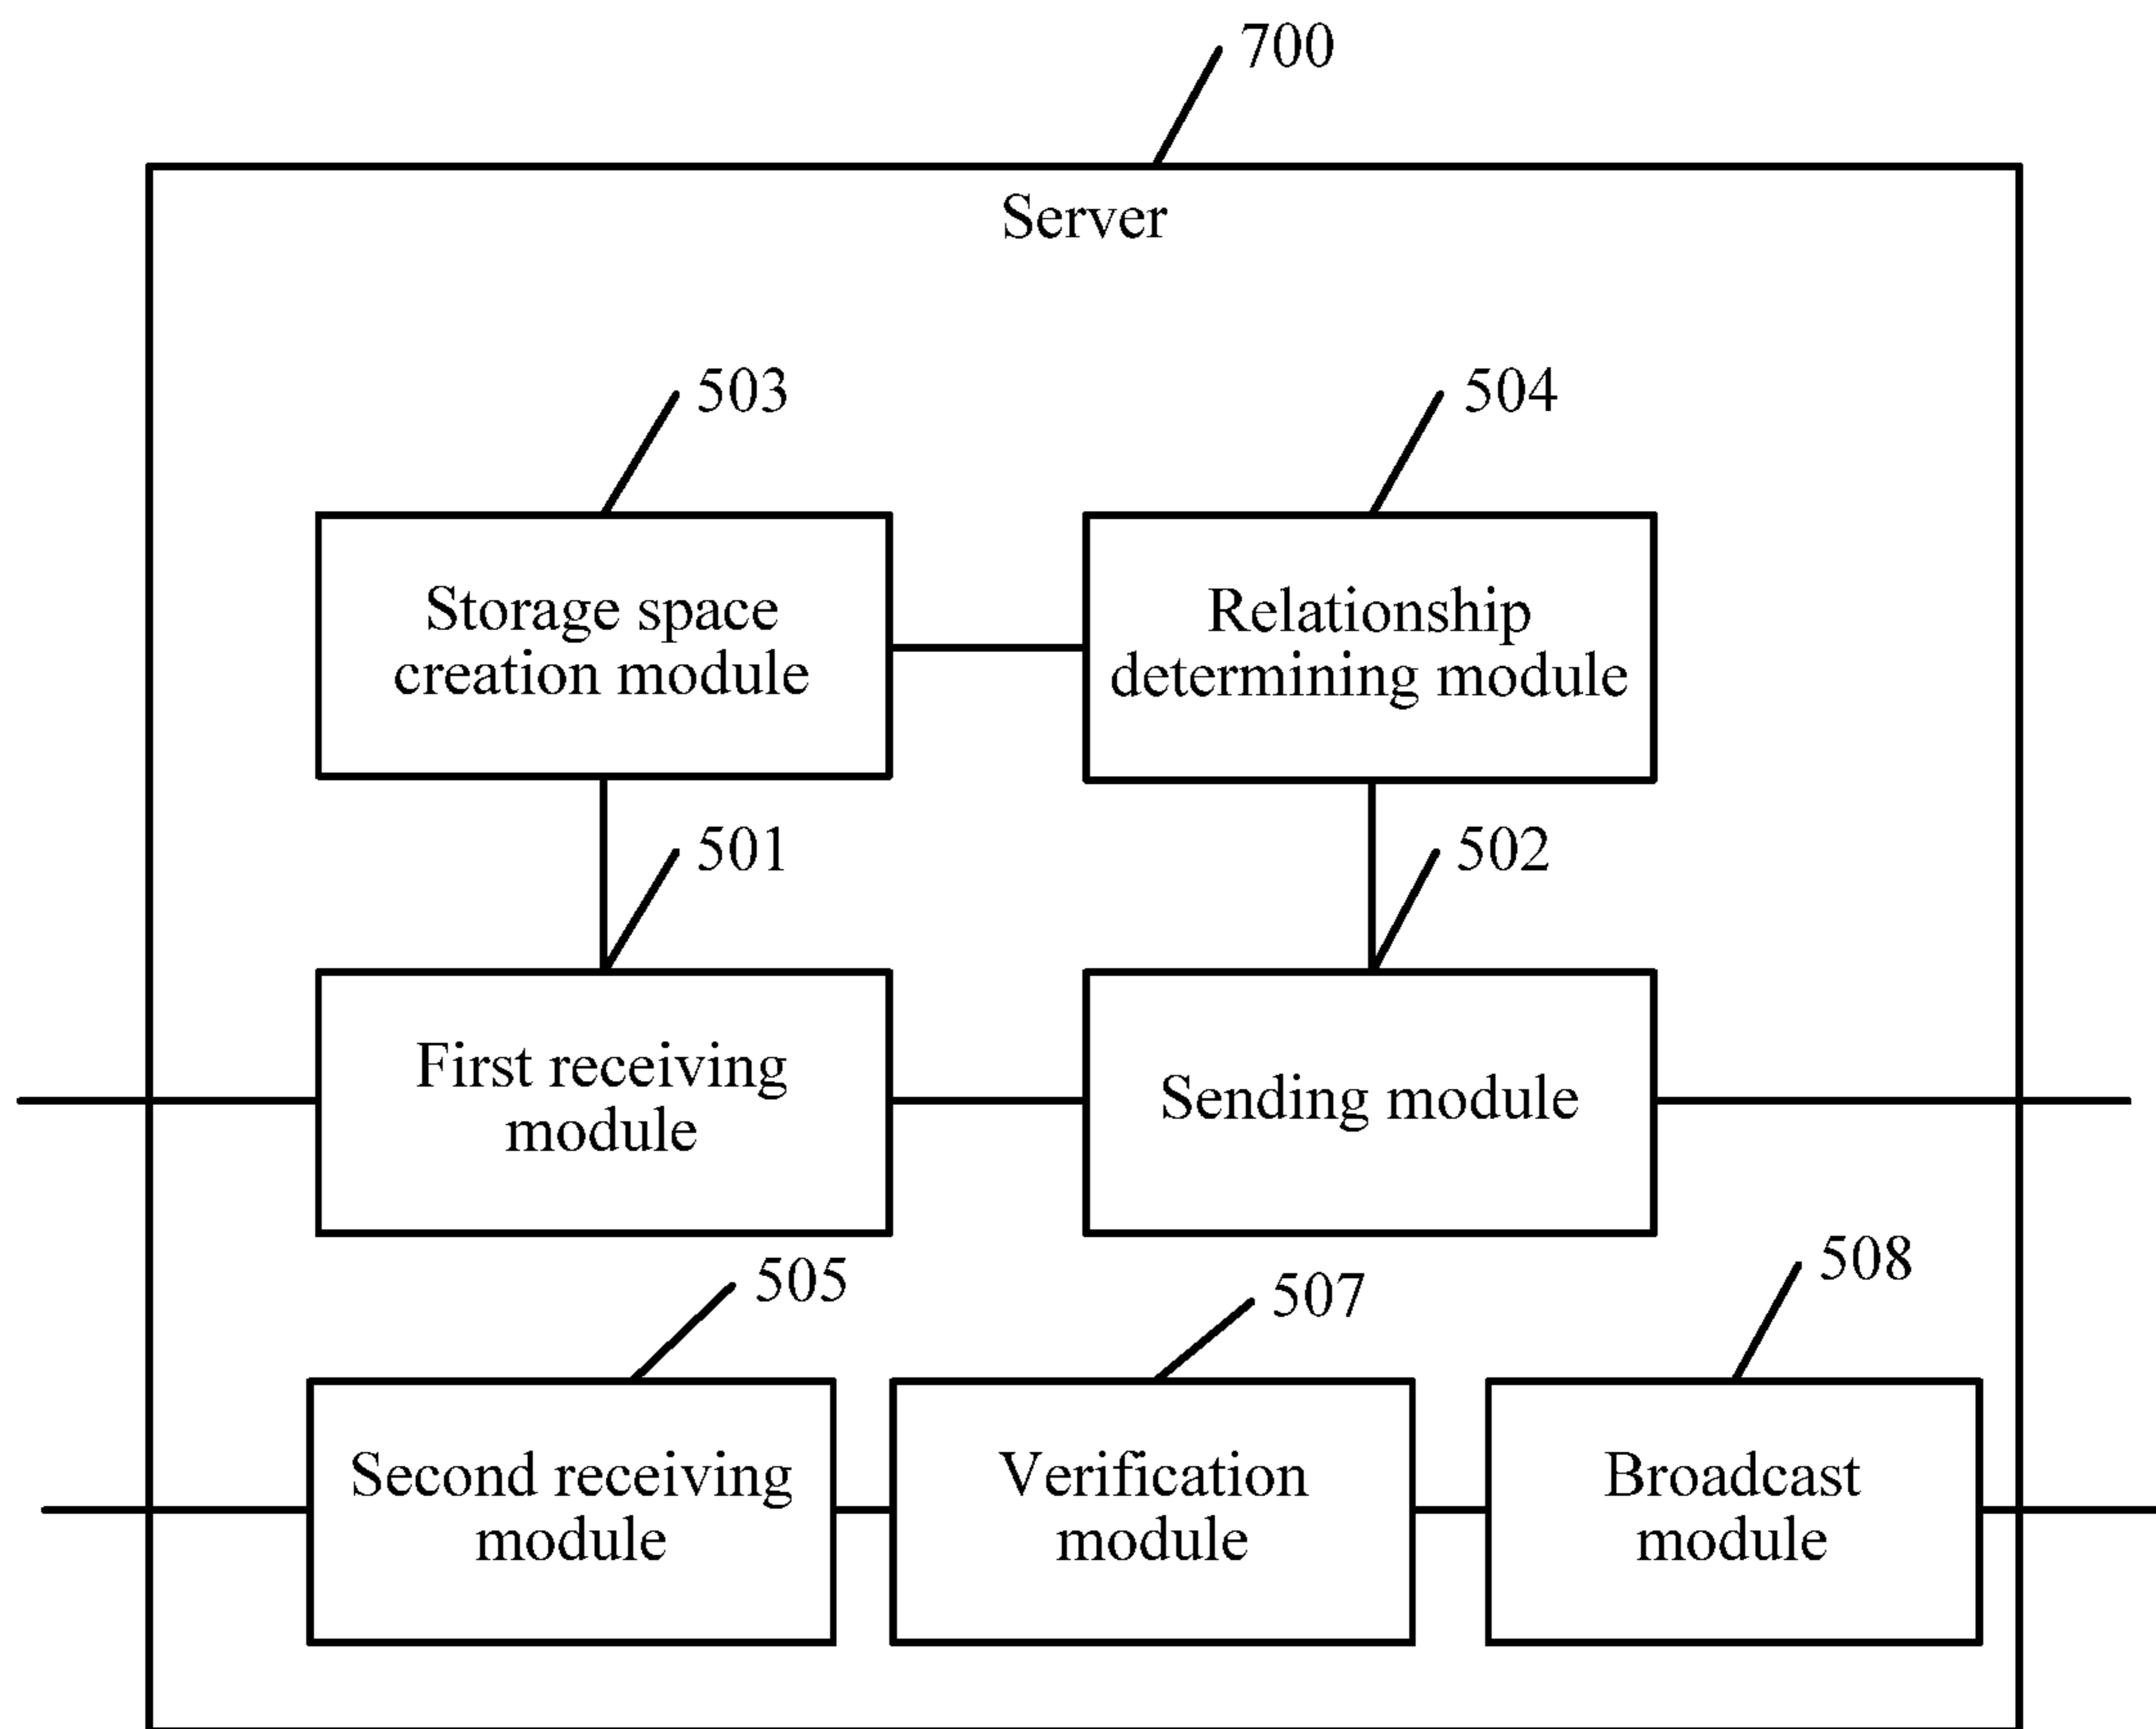 700
Server
503
504
Storage space
creation module
Relationship
determining module
501
502
First receiving
module
Sending module
505
507
508
Second receiving
module
Verification
module
Broadcast
module